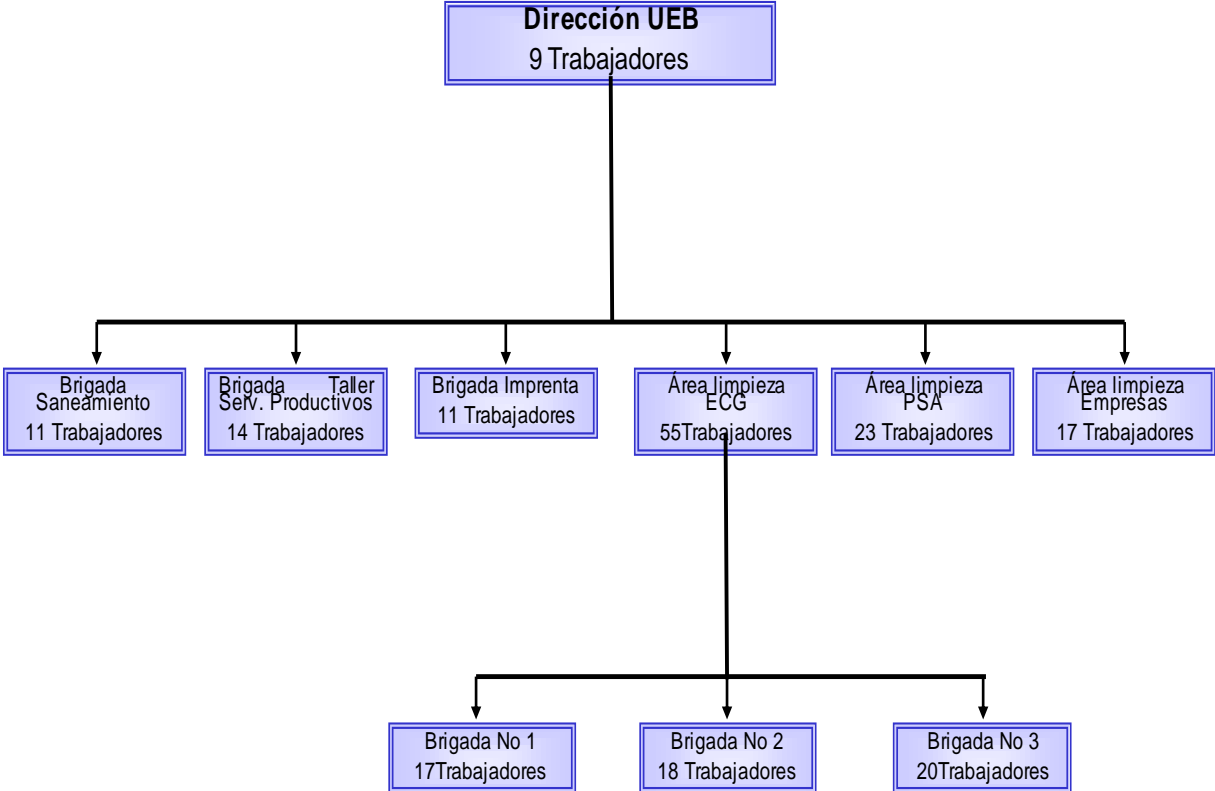 Dirección UEB
9 Trabajadores
Brigada
Saneamiento
11 Trabajadores
Brigada Taller
Serv. Productivos
14 Trabajadores
Brigada Imprenta
11 Trabajadores
Área limpieza
ECG
55Trabajadores
Área limpieza
PSA
23 Trabajadores
Área limpieza
Empresas
17 Trabajadores
Brigada No 1
17Trabajadores
Brigada No 2
18 Trabajadores
Brigada No 3
20Trabajadores